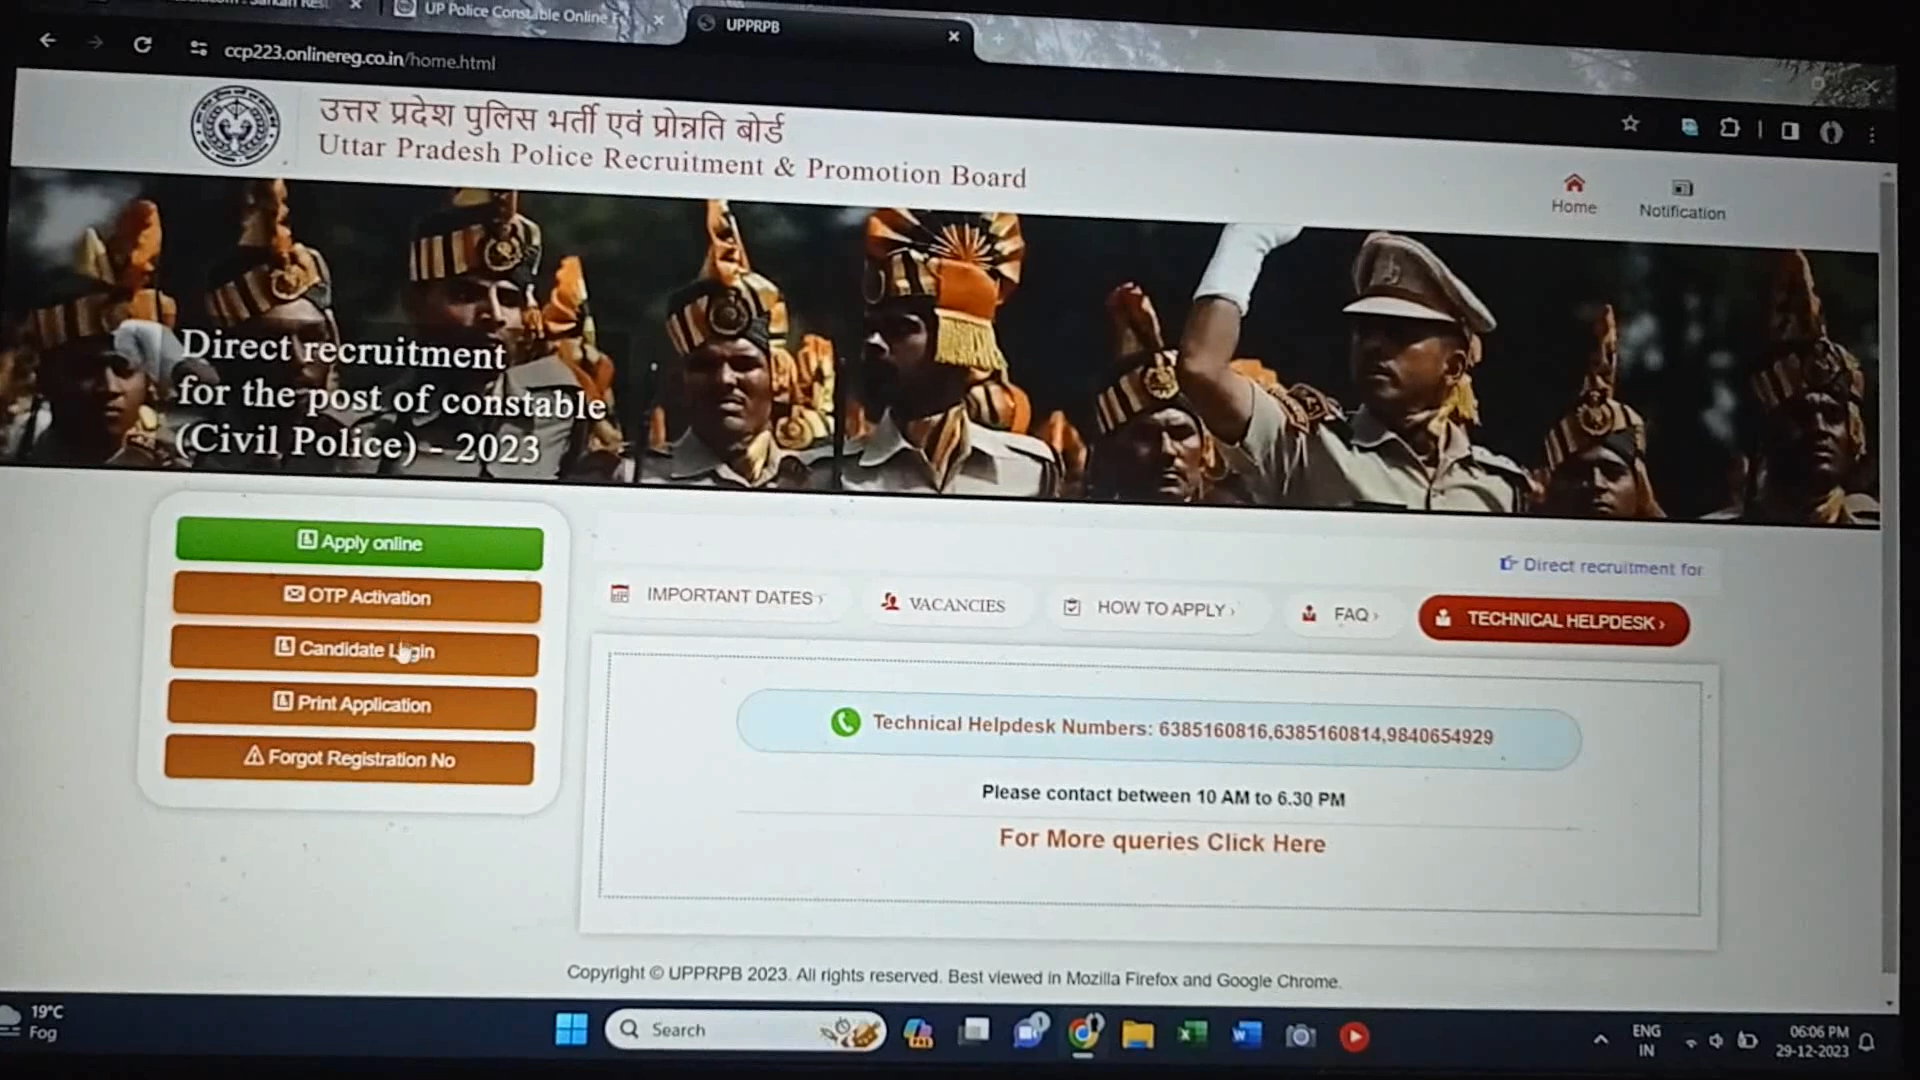 UP Police Constable Online F
UPPRPB
ccp223.onlinereg.co.in/home.html
उत्तर प्रदेश पुलिस भर्ती एवं प्रोन्नति बोर्ड
Uttar Pradesh Police Recruitment & Promotion Board
Home
Notification
Direct recruitment
for the post of constable
(Civil Police) - 2023
Apply online
OTP Activation
Candidate Login
Print Application
Forgot Registration No
Direct recruitment for
IMPORTANT DATES ›
VACANCIES
HOW TO APPLY ›
FAQ ›
TECHNICAL HELPDESK ›
Technical Helpdesk Numbers: 6385160816,6385160814,9840654929
Please contact between 10 AM to 6.30 PM
For More queries Click Here
Copyright © UPPRPB 2023. All rights reserved. Best viewed in Mozilla Firefox and Google Chrome.
19°C
Fog
Search
ENG
IN
06:06 PM
29-12-2023